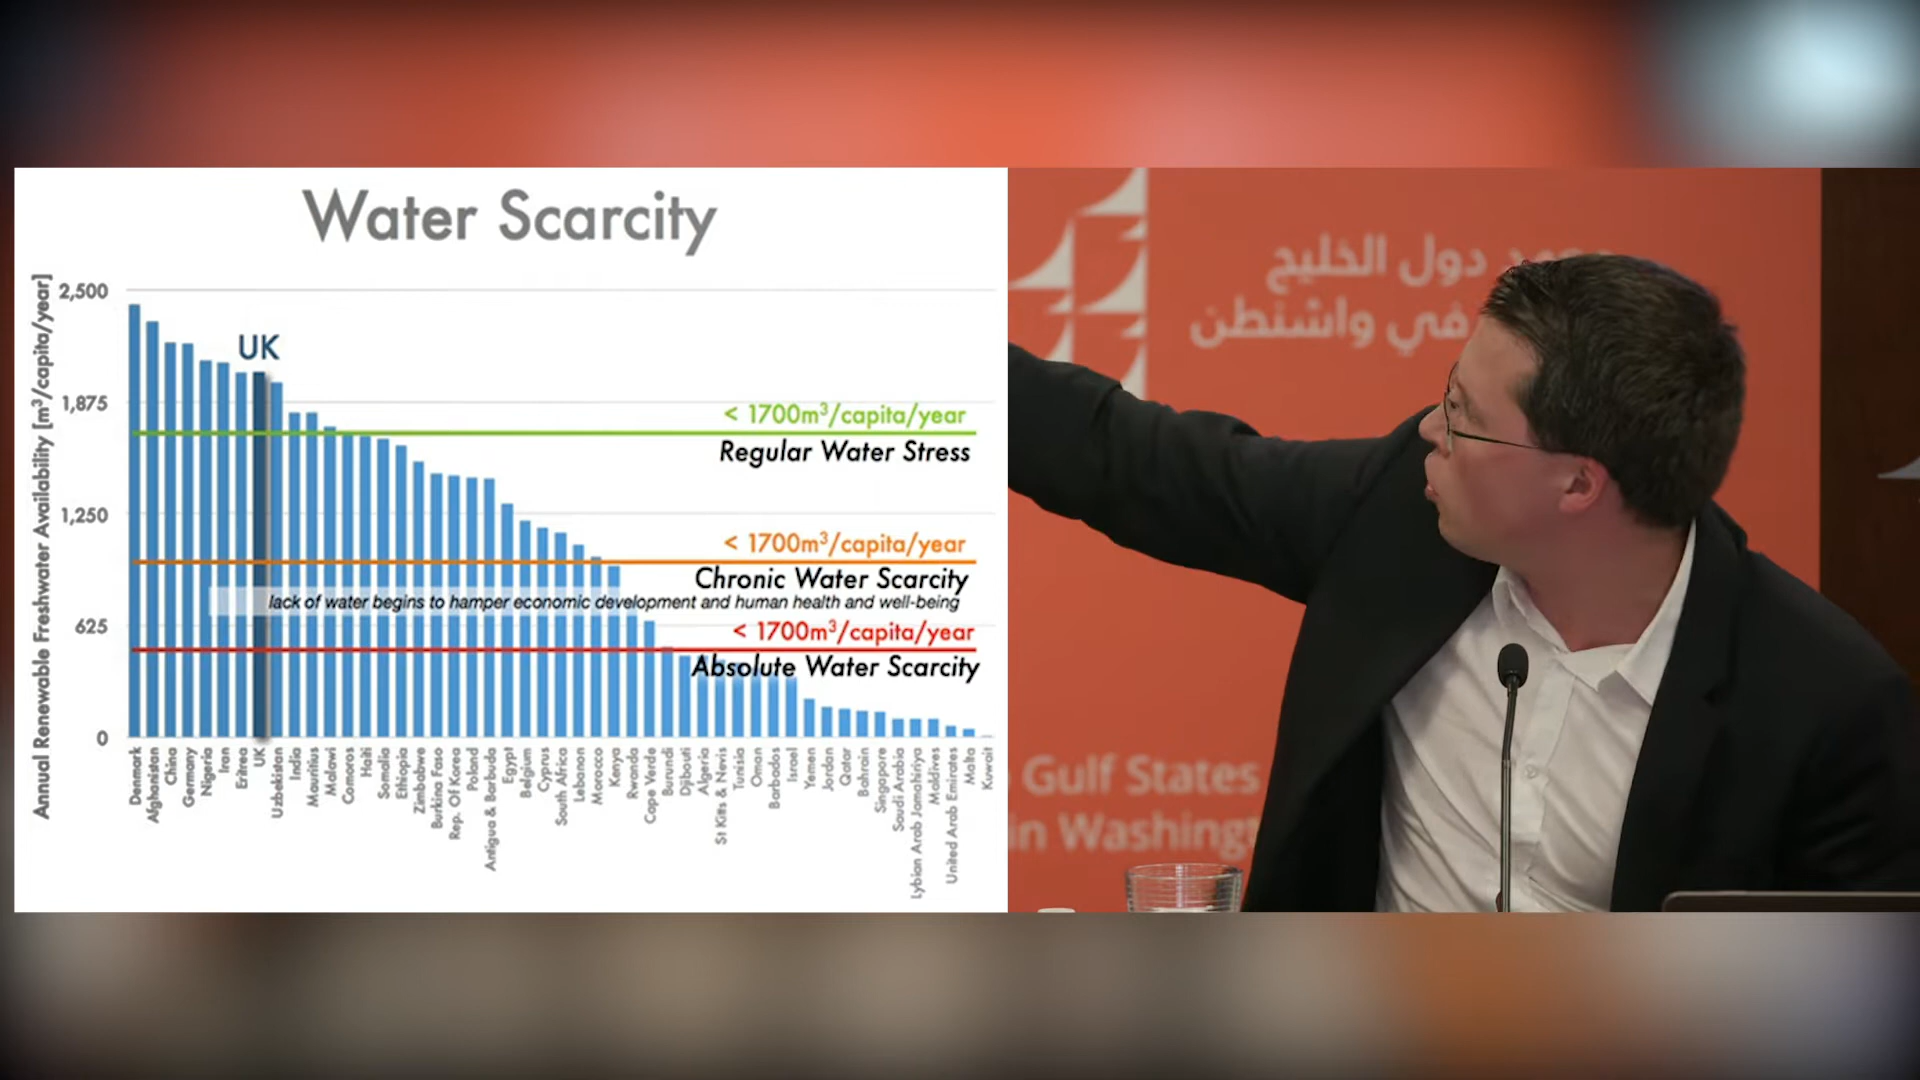 Water Scarcity
Annual Renewable Freshwater Availability [m³/capita/year]
2,500
1,875
1,250
625
0
UK
< 1700m³/capita/year
Regular Water Stress
< 1700m³/capita/year
Chronic Water Scarcity
lack of water begins to hamper economic development and human health and well-being
< 1700m³/capita/year
Absolute Water Scarcity
Denmark
Afghanistan
China
Germany
Nigeria
Iran
Eritrea
UK
Uzbekistan
India
Mauritius
Malawi
Comoros
Haiti
Somalia
Ethiopia
Zimbabwe
Burkina Faso
Rep. Of Korea
Poland
Antigua & Barbuda
Egypt
Belgium
Cyprus
South Africa
Lebanon
Morocco
Kenya
Rwanda
Cape Verde
Burundi
Djibouti
Algeria
St Kitts & Nevis
Tunisia
Oman
Barbados
Israel
Yemen
Jordan
Qatar
Bahrain
Singapore
Saudi Arabia
Lybian Arab Jamahiriya
Maldives
United Arab Emirates
Malta
Kuwait
دول الخليج
في واشنطن
Gulf States
in Washing